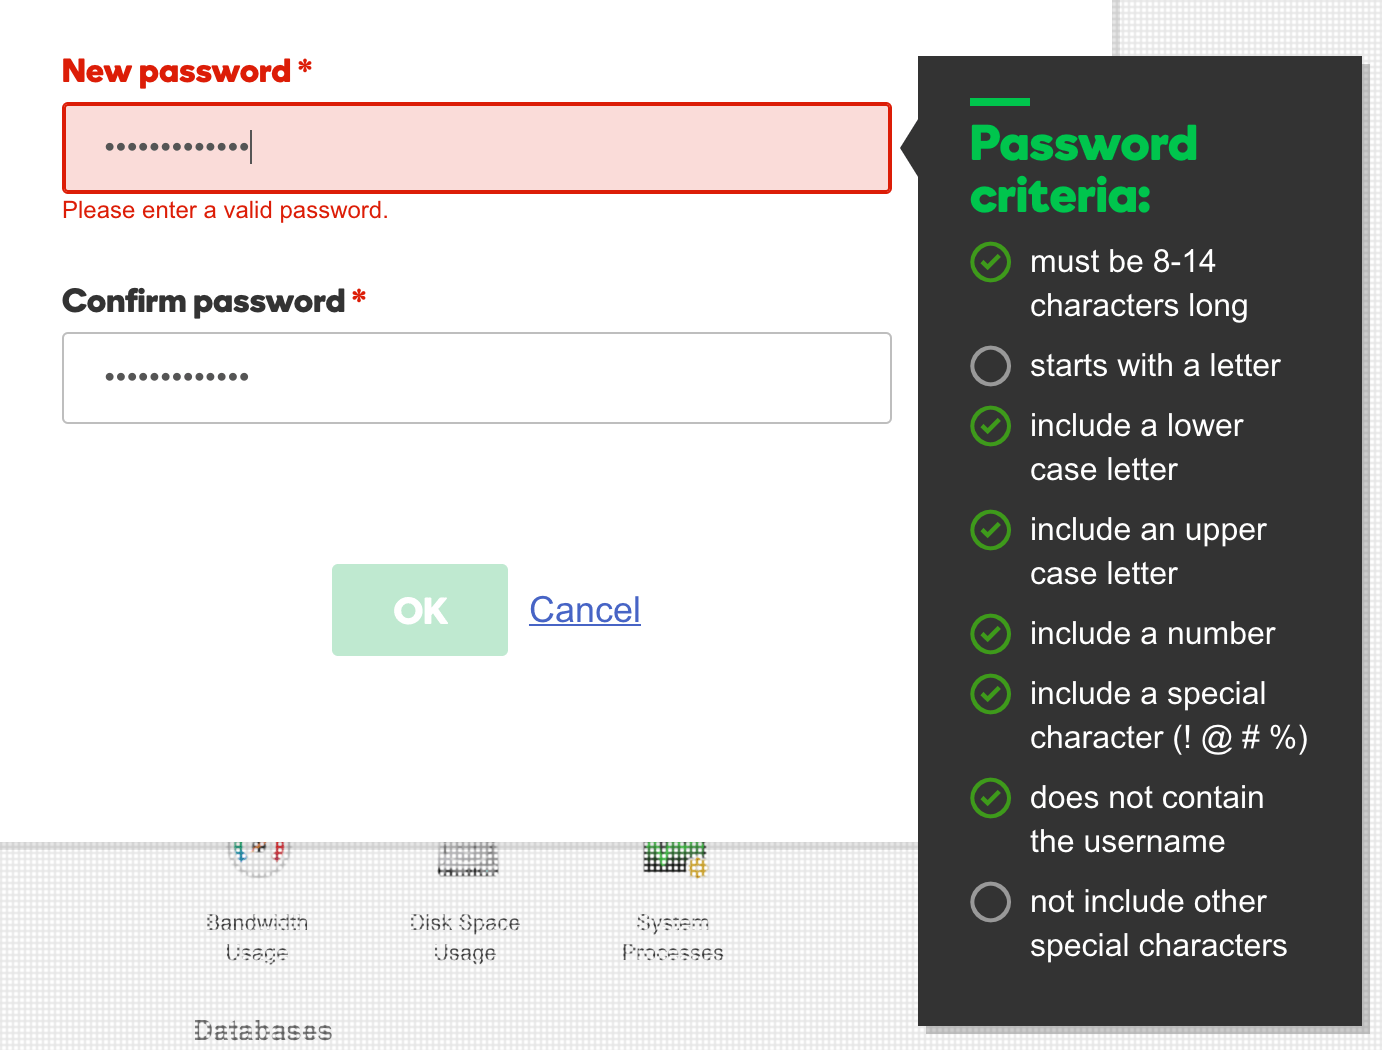 New password *
•••••••••••••
Please enter a valid password.
Confirm password *
•••••••••••••
OK
Cancel
Password
criteria:
must be 8-14
characters long
starts with a letter
include a lower
case letter
include an upper
case letter
include a number
include a special
character (! @ # %)
does not contain
the username
not include other
special characters
Bandwidth
Usage
Disk Space
Usage
System
Processes
Databases